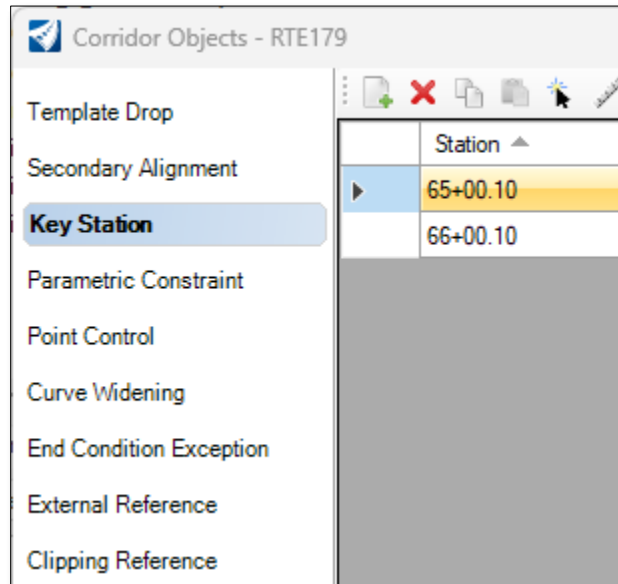 Corridor Objects - RTE179
Template Drop
Secondary Alignment
Key Station
Parametric Constraint
Point Control
Curve Widening
End Condition Exception
External Reference
Clipping Reference
Station
65+00.10
66+00.10